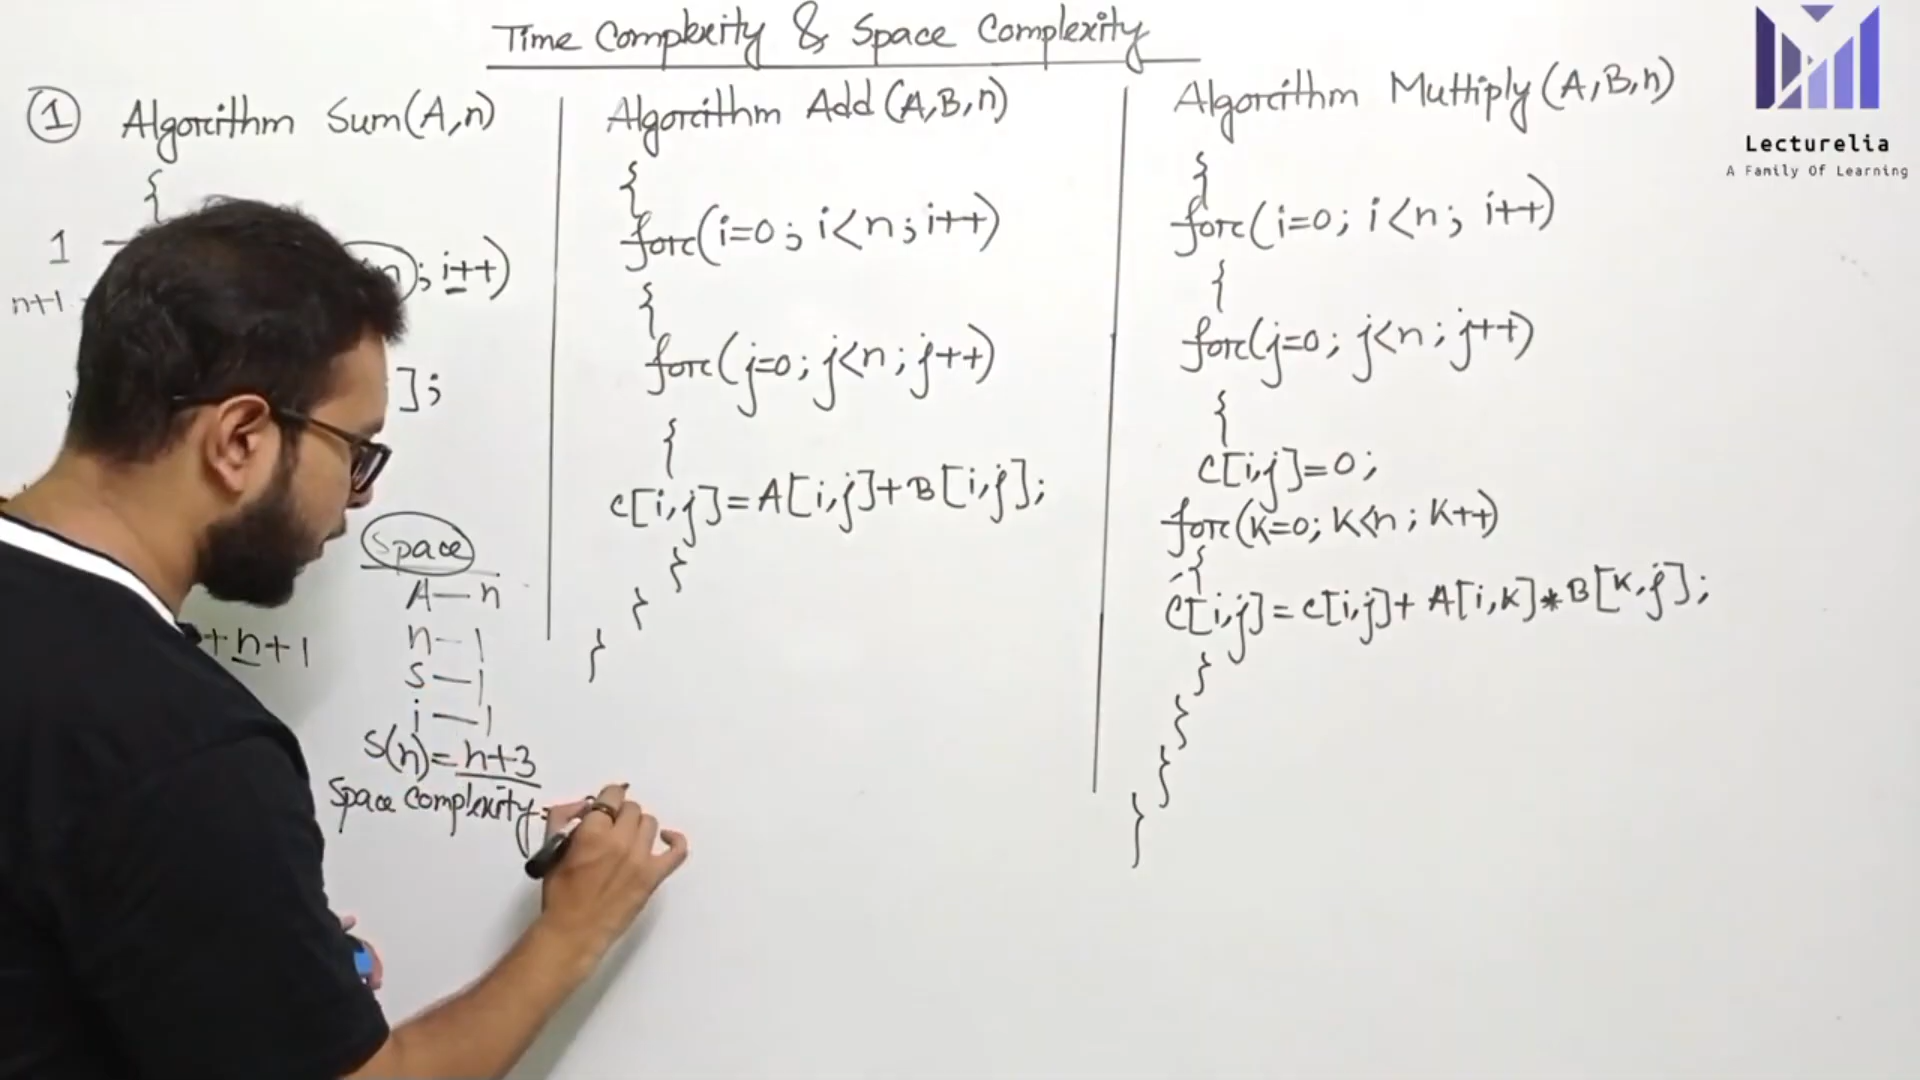 Time Complexity & Space Complexity
Lecturelia
A Family Of Learning
1 Algorithm Sum(A,n)
{
1
n+1
n; i++)
];
+n+1
Space
A—n
n—1
S—1
i—1
S(n)=n+3
Space Complexity=
Algorithm Add(A,B,n)
{
for(i=0; i<n; i++)
{
for(j=0; j<n; j++)
{
C[i,j]=A[i,j]+B[i,j];
}
}
}
Algorithm Multiply(A,B,n)
{
for(i=0; i<n; i++)
{
for(j=0; j<n; j++)
{
C[i,j]=0;
for(K=0; K<n; K++)
{
C[i,j]=C[i,j]+A[i,K]*B[K,j];
}
}
}
}